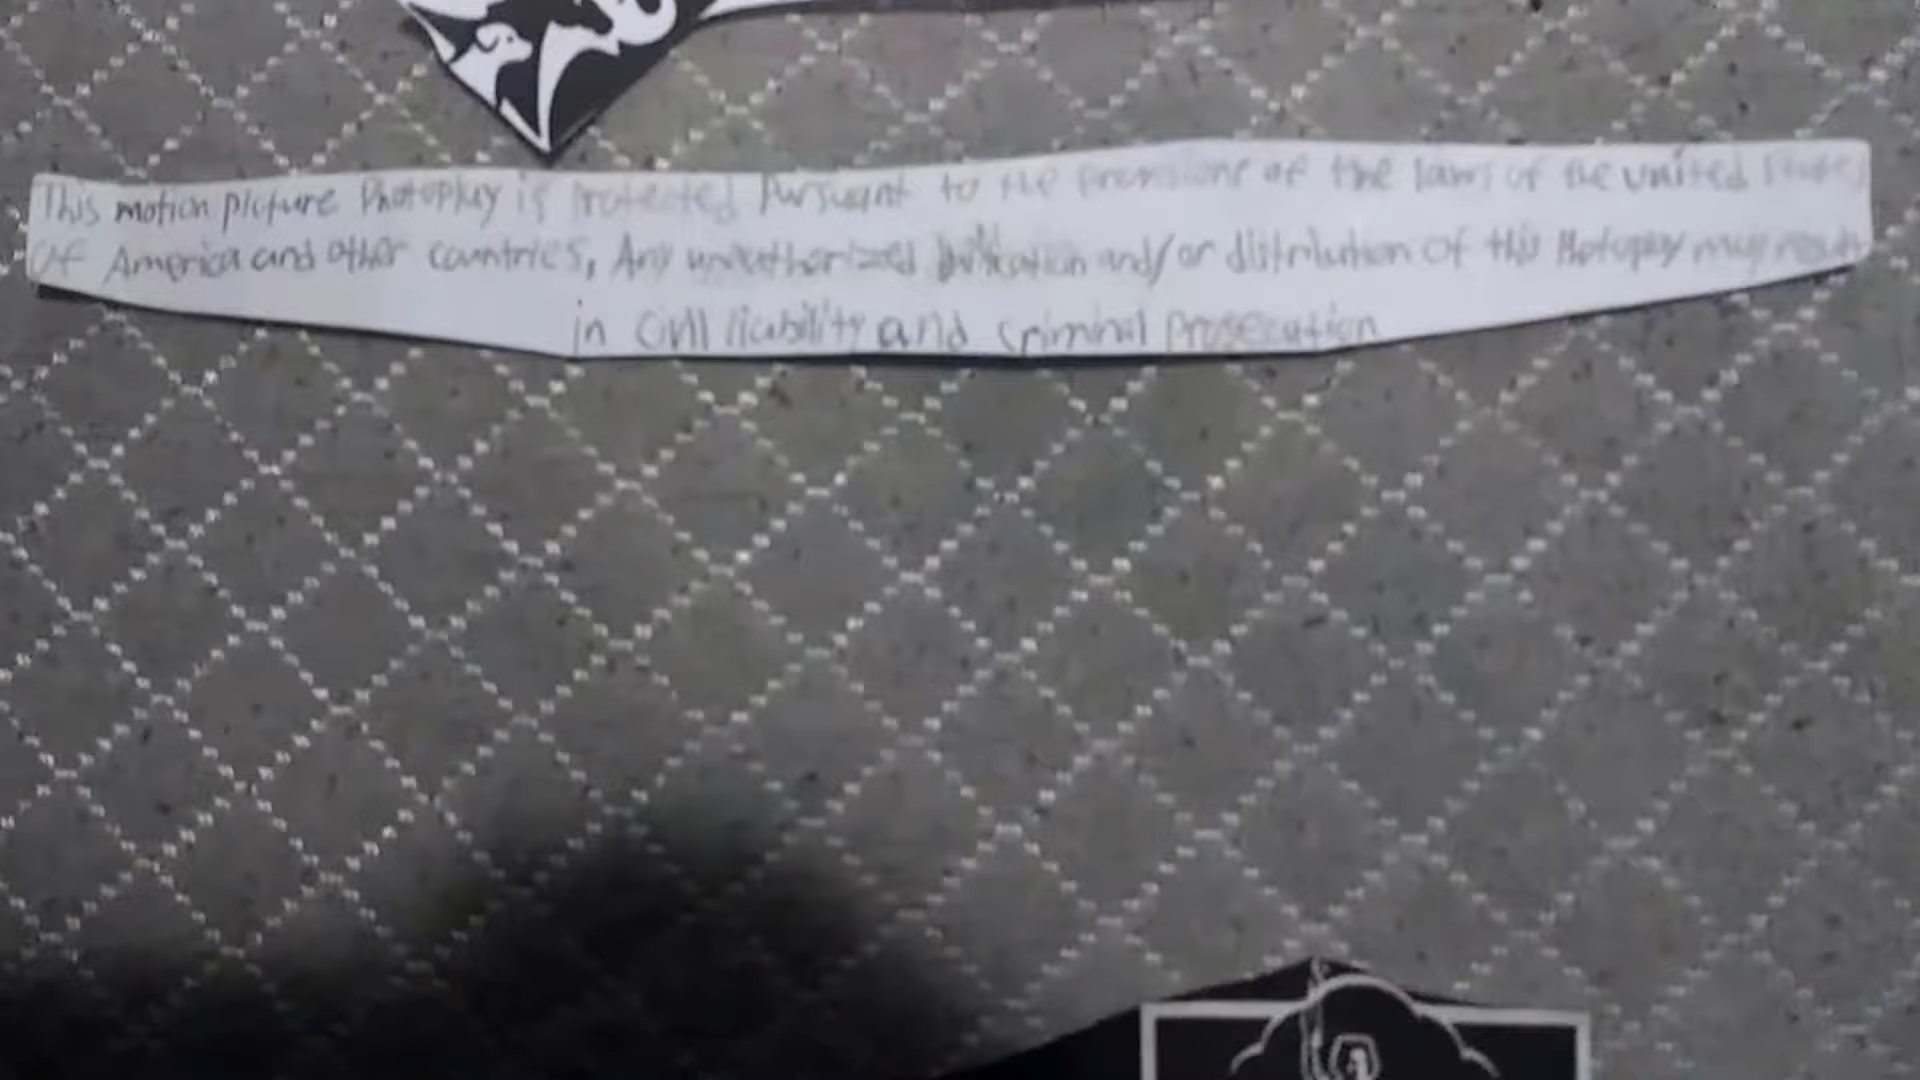 This motion picture Photoplay is Protected Pursuant to the provisions of the laws of the united States
of America and other countries, Any unauthorized and/or distribution of this Photoplay may result
in civil liability and criminal prosecution